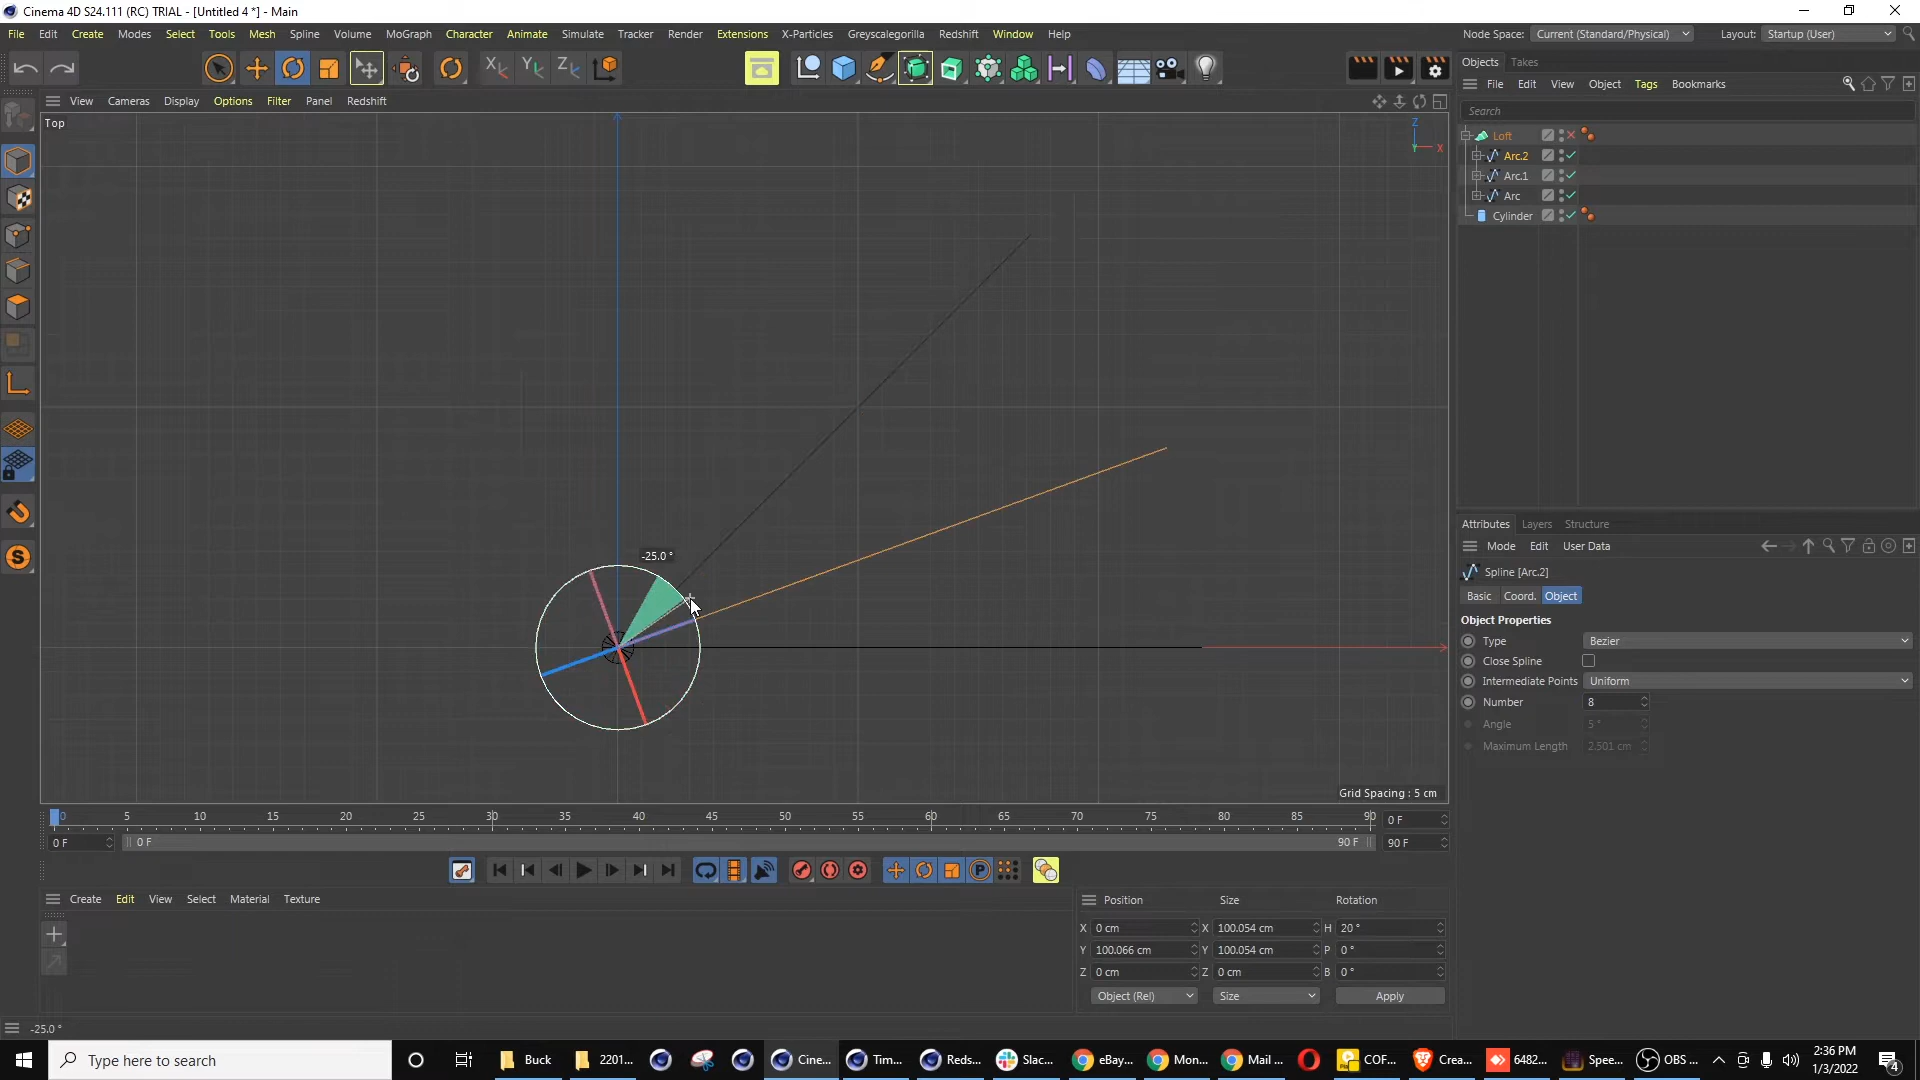 Cinema 4D S24.111 (RC) TRIAL - [Untitled 4 *] - Main
File Edit Create Modes Select Tools Mesh Spline Volume MoGraph Character Animate Simulate Tracker Render Extensions X-Particles Greyscalegorilla Redshift Window Help
Node Space: Current (Standard/Physical) Layout: Startup (User)
Objects Takes
File Edit View Object Tags Bookmarks
Search
View Cameras Display Options Filter Panel Redshift
Top
Z
Y X
Loft
Arc.2
Arc.1
Arc
Cylinder
-25.0 °
Grid Spacing : 5 cm
Attributes Layers Structure
Mode Edit User Data
Spline [Arc.2]
Basic Coord. Object
Object Properties
Type Bezier
Close Spline
Intermediate Points Uniform
Number 8
Angle 5 °
Maximum Length 2.501 cm
0 5 10 15 20 25 30 35 40 45 50 55 60 65 70 75 80 85 90
0 F
0 F 0 F 90 F 90 F
Create Edit View Select Material Texture
Position Size Rotation
X 0 cm X 100.054 cm H 20 °
Y 100.066 cm Y 100.054 cm P 0 °
Z 0 cm Z 0 cm B 0 °
Object (Rel) Size Apply
-25.0 °
Type here to search
Buck 2201... Cine... Tim... Reds... Slac... eBay... Mon... Mail ... COF... Crea... 6482... Spee... OBS ...
2:36 PM
1/3/2022
4